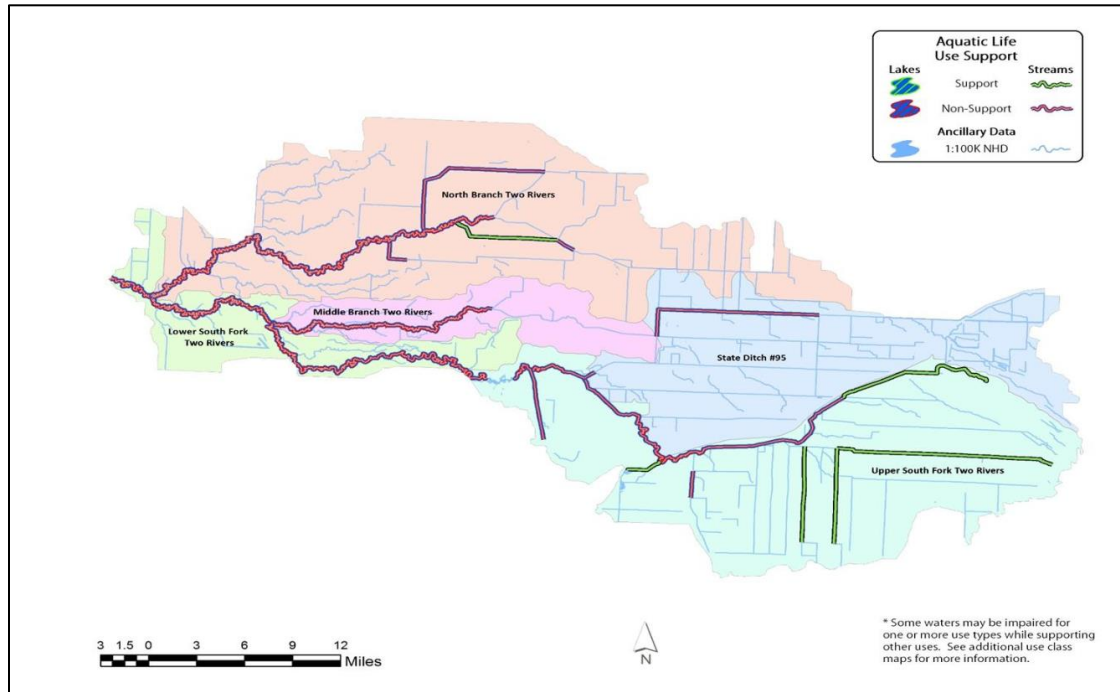 Aquatic Life
Use Support
Lakes
Streams
Support
Non-Support
Ancillary Data
1:100K NHD
North Branch Two Rivers
Middle Branch Two Rivers
Lower South Fork
Two Rivers
State Ditch #95
Upper South Fork Two Rivers
3 1.5 0 3 6 9 12
Miles
N
* Some waters may be impaired for
one or more use types while supporting
other uses. See additional use class
maps for more information.